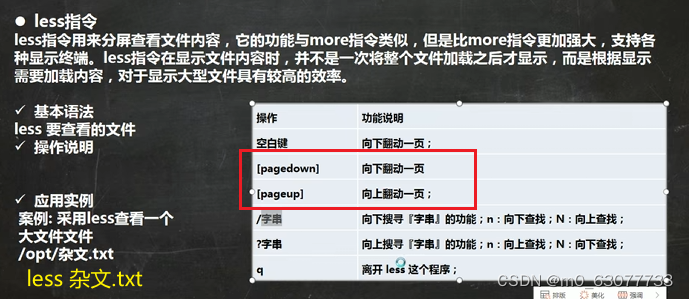 ● less指令
less指令用来分屏查看文件内容，它的功能与more指令类似，但是比more指令更加强大，支持各
种显示终端。less指令在显示文件内容时，并不是一次将整个文件加载之后才显示，而是根据显示
需要加载内容，对于显示大型文件具有较高的效率。
✓ 基本语法
less 要查看的文件
✓ 操作说明
✓ 应用实例
案例: 采用less查看一个
大文件文件
/opt/杂文.txt
less 杂文.txt
操作 功能说明
空白键 向下翻动一页；
[pagedown] 向下翻动一页
[pageup] 向上翻动一页；
/字串 向下搜寻『字串』的功能；n：向下查找；N：向上查找；
?字串 向上搜寻『字串』的功能；n：向上查找；N：向下查找；
q 离开 less 这个程序；
CSDN @m0_63077733
排版 美化 强调